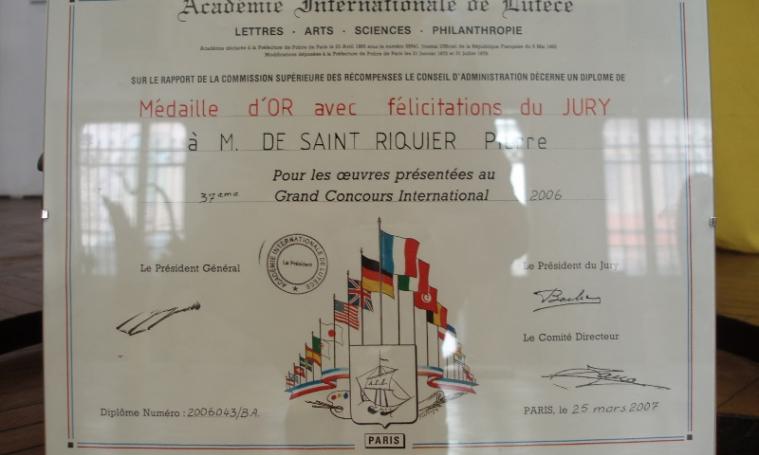 Académie Internationale de Lutèce
LETTRES · ARTS · SCIENCES · PHILANTHROPIE
SUR LE RAPPORT DE LA COMMISSION SUPÉRIEURE DES RÉCOMPENSES LE CONSEIL D'ADMINISTRATION DÉCERNE UN DIPLOME DE
Médaille d'OR avec félicitations du JURY
à M. DE SAINT RIQUIER Pierre
Pour les œuvres présentées au
37ème Grand Concours International 2006
ACADÉMIE INTERNATIONALE DE LUTÈCE
Le Président
Le Président Général
Le Président du Jury
Le Comité Directeur
Diplôme Numéro : 2006043/B.A.
PARIS, le 25 mars 2007
PARIS